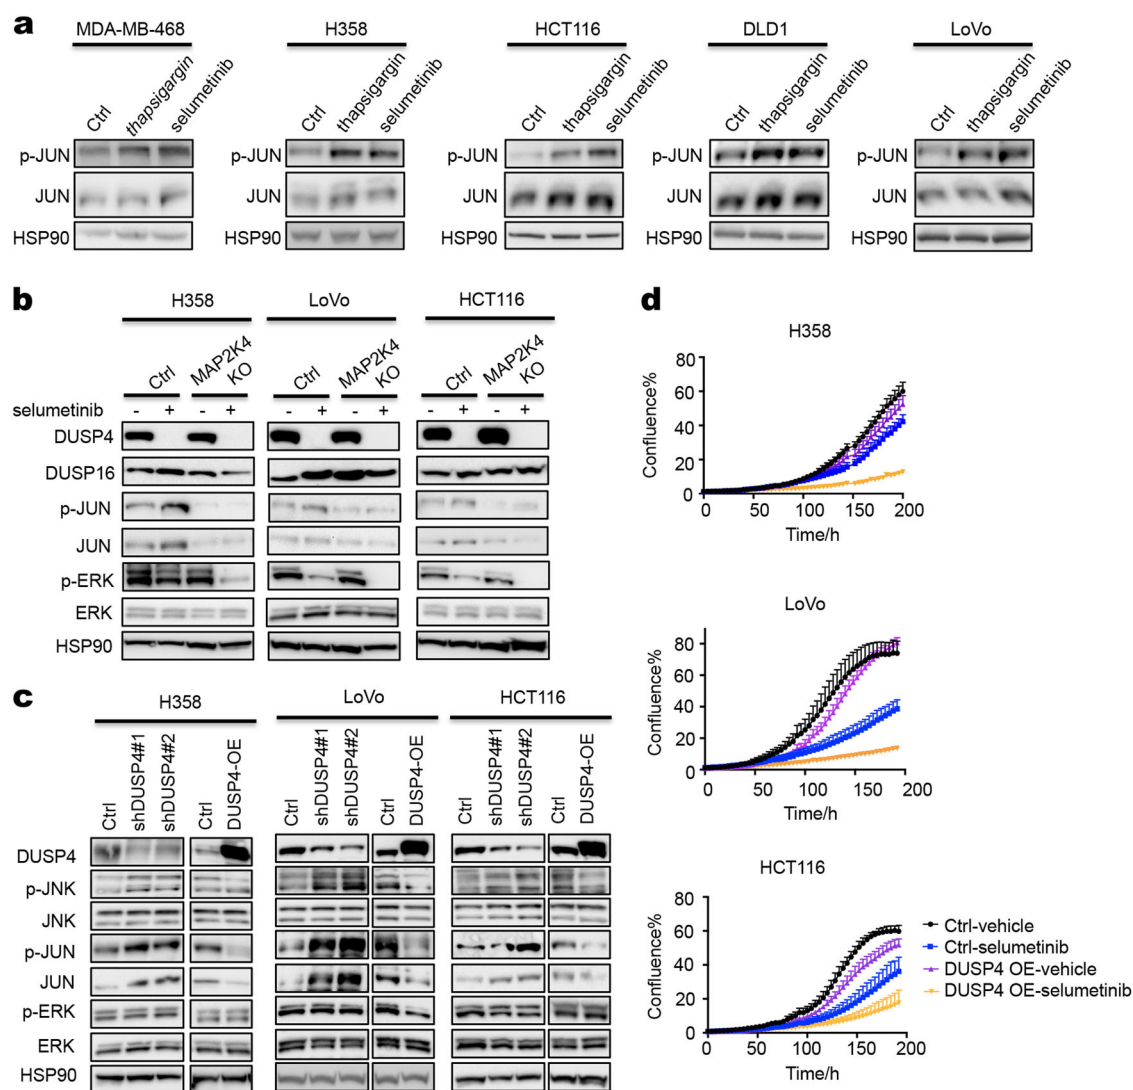 a
MDA-MB-468 H358 HCT116 DLD1 LoVo
Ctrl thapsigargin selumetinib Ctrl thapsigargin selumetinib Ctrl thapsigargin selumetinib Ctrl thapsigargin selumetinib Ctrl thapsigargin selumetinib
p-JUN p-JUN p-JUN p-JUN p-JUN
JUN JUN JUN JUN JUN
HSP90 HSP90 HSP90 HSP90 HSP90
b
H358 LoVo HCT116
Ctrl MAP2K4 KO Ctrl MAP2K4 KO Ctrl MAP2K4 KO
selumetinib - + - + - + - + - + - +
DUSP4
DUSP16
p-JUN
JUN
p-ERK
ERK
HSP90
c
H358 LoVo HCT116
Ctrl shDUSP4#1 shDUSP4#2 Ctrl DUSP4-OE Ctrl shDUSP4#1 shDUSP4#2 Ctrl DUSP4-OE Ctrl shDUSP4#1 shDUSP4#2 Ctrl DUSP4-OE
DUSP4
p-JNK
JNK
p-JUN
JUN
p-ERK
ERK
HSP90
d
H358
Confluence%
80
60
40
20
0
0 50 100 150 200
Time/h
LoVo
Confluence%
80
60
40
20
0
0 50 100 150 200
Time/h
HCT116
Confluence%
80
60
40
20
0
0 50 100 150 200
Time/h
Ctrl-vehicle
Ctrl-selumetinib
DUSP4 OE-vehicle
DUSP4 OE-selumetinib